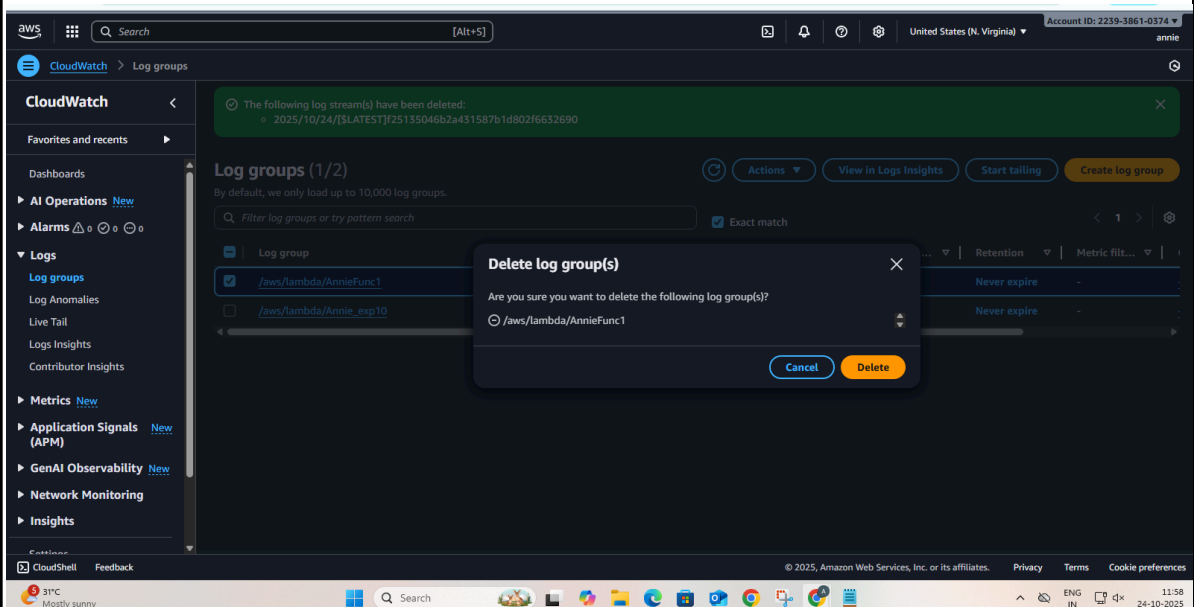 aws
Search [Alt+S]
United States (N. Virginia)
Account ID: 2239-3861-0374
annie
CloudWatch > Log groups
CloudWatch
Favorites and recents
Dashboards
AI Operations New
Alarms 0 0 0
Logs
Log groups
Log Anomalies
Live Tail
Logs Insights
Contributor Insights
Metrics New
Application Signals New
(APM)
GenAI Observability New
Network Monitoring
Insights
Settings
The following log stream(s) have been deleted:
2025/10/24/[$LATEST]f25135046b2a431587b1d802f6632690
Log groups (1/2)
Actions
View in Logs Insights
Start tailing
Create log group
By default, we only load up to 10,000 log groups.
Filter log groups or try pattern search
Exact match
1
Log group
... Retention Metric filt...
/aws/lambda/AnnieFunc1 Never expire -
/aws/lambda/Annie_exp10 Never expire -
Delete log group(s)
Are you sure you want to delete the following log group(s)?
/aws/lambda/AnnieFunc1
Cancel Delete
CloudShell Feedback
© 2025, Amazon Web Services, Inc. or its affiliates. Privacy Terms Cookie preferences
5
31°C
Mostly sunny
Search
A
ENG
IN
11:58
24-10-2025